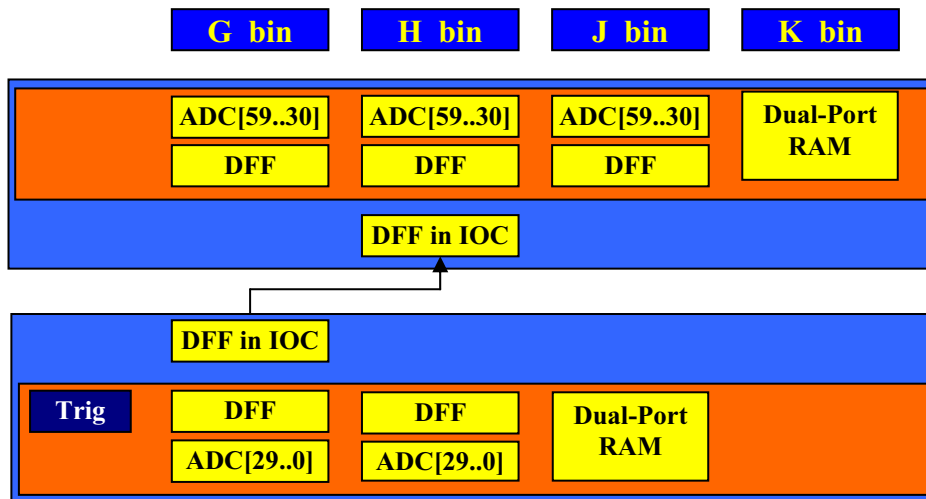 G bin
H bin
J bin
K bin
ADC[59..30]
ADC[59..30]
ADC[59..30]
Dual-Port
RAM
DFF
DFF
DFF
DFF in IOC
DFF in IOC
Trig
DFF
DFF
Dual-Port
RAM
ADC[29..0]
ADC[29..0]